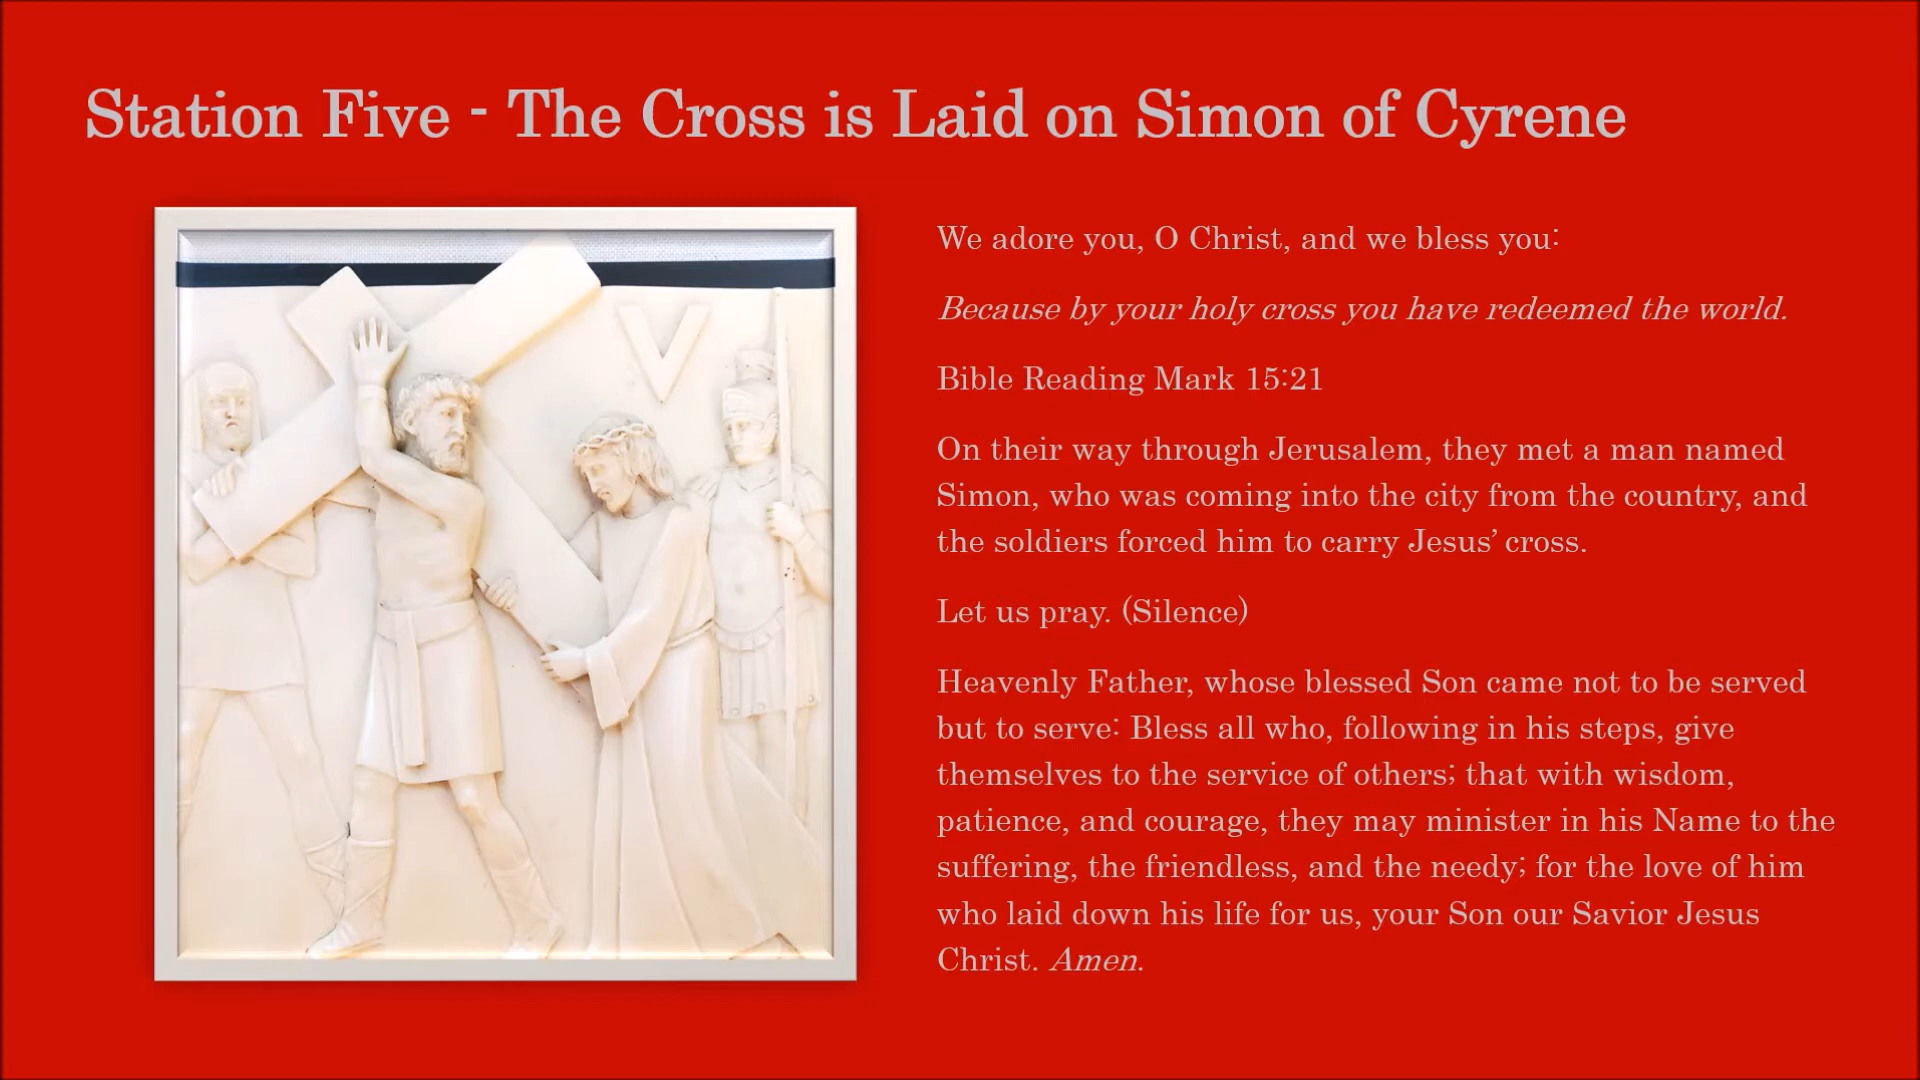 Station Five - The Cross is Laid on Simon of Cyrene
V
We adore you, O Christ, and we bless you:
Because by your holy cross you have redeemed the world.
Bible Reading Mark 15:21
On their way through Jerusalem, they met a man named
Simon, who was coming into the city from the country, and
the soldiers forced him to carry Jesus’ cross.
Let us pray. (Silence)
Heavenly Father, whose blessed Son came not to be served
but to serve: Bless all who, following in his steps, give
themselves to the service of others; that with wisdom,
patience, and courage, they may minister in his Name to the
suffering, the friendless, and the needy; for the love of him
who laid down his life for us, your Son our Savior Jesus
Christ. Amen.